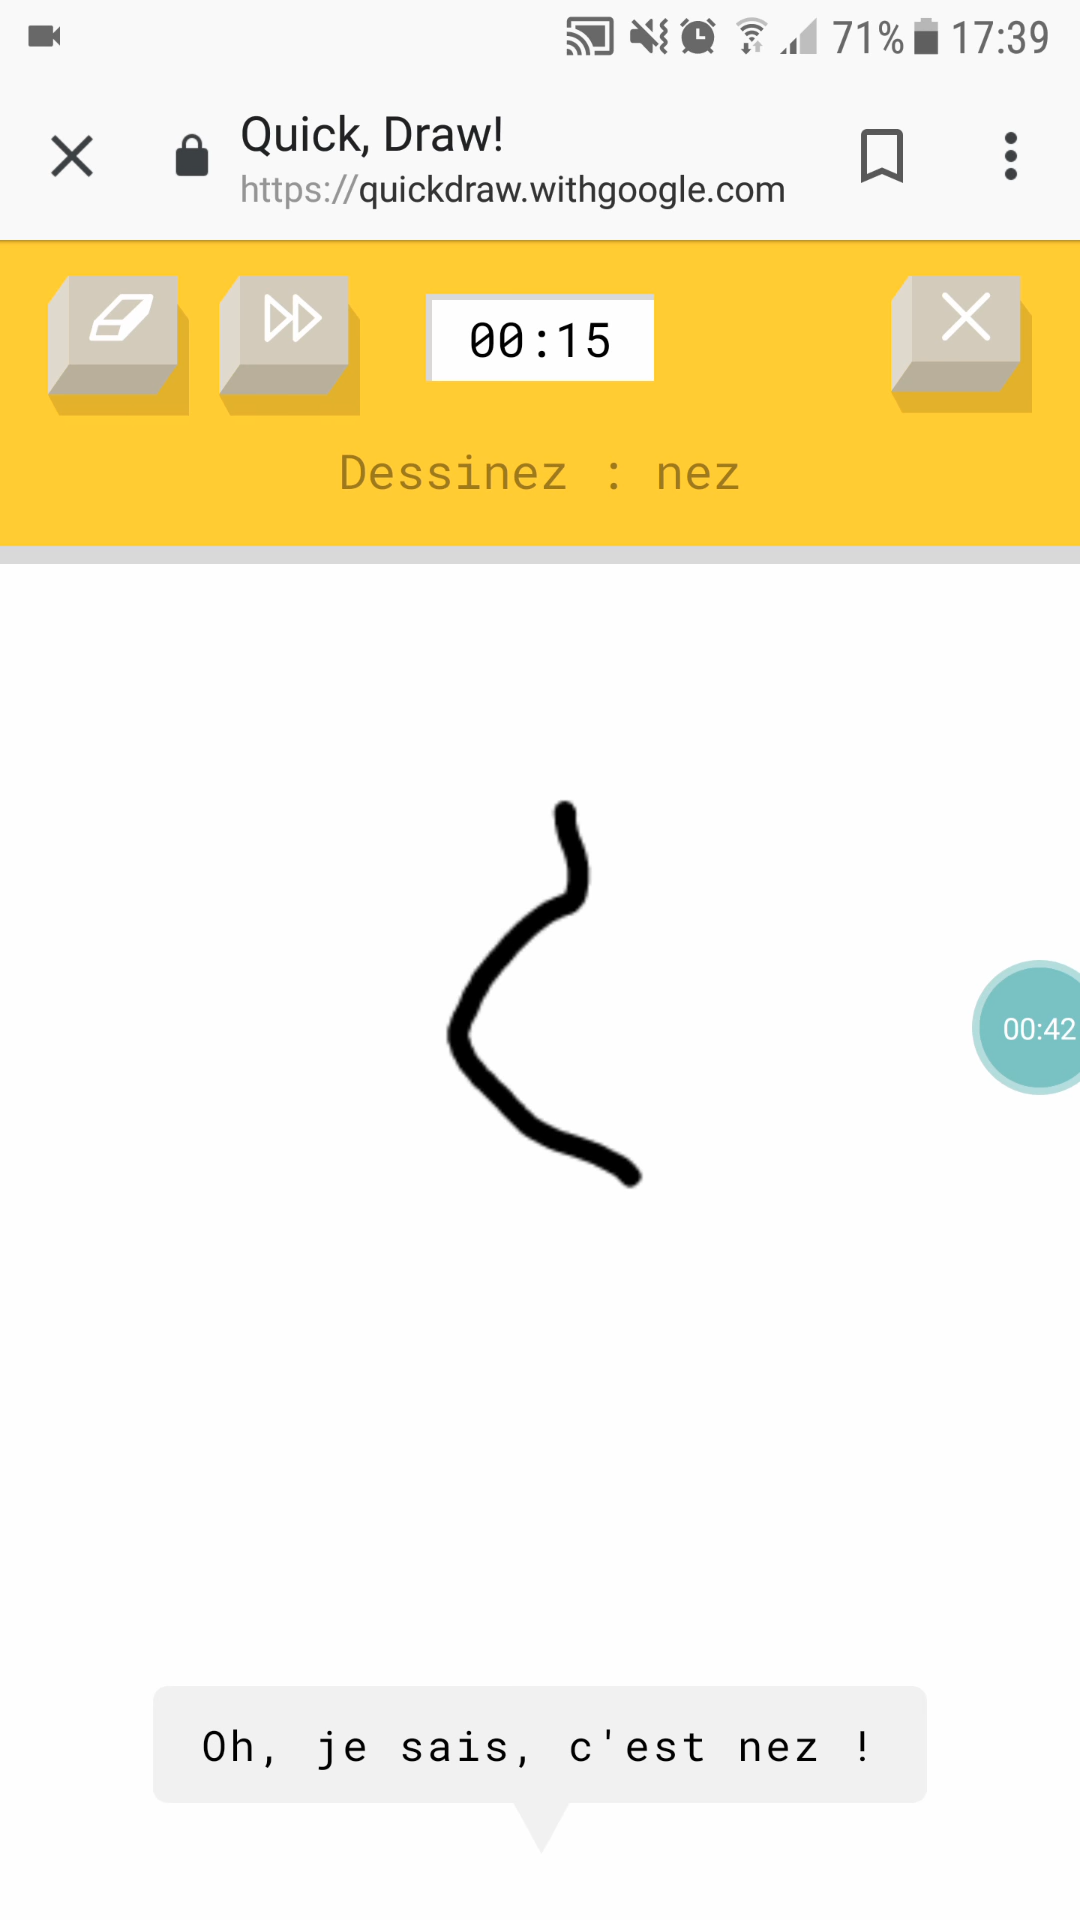 71% 17:39
Quick, Draw!
https://quickdraw.withgoogle.com
00:15
Dessinez : nez
00:42
Oh, je sais, c'est nez !